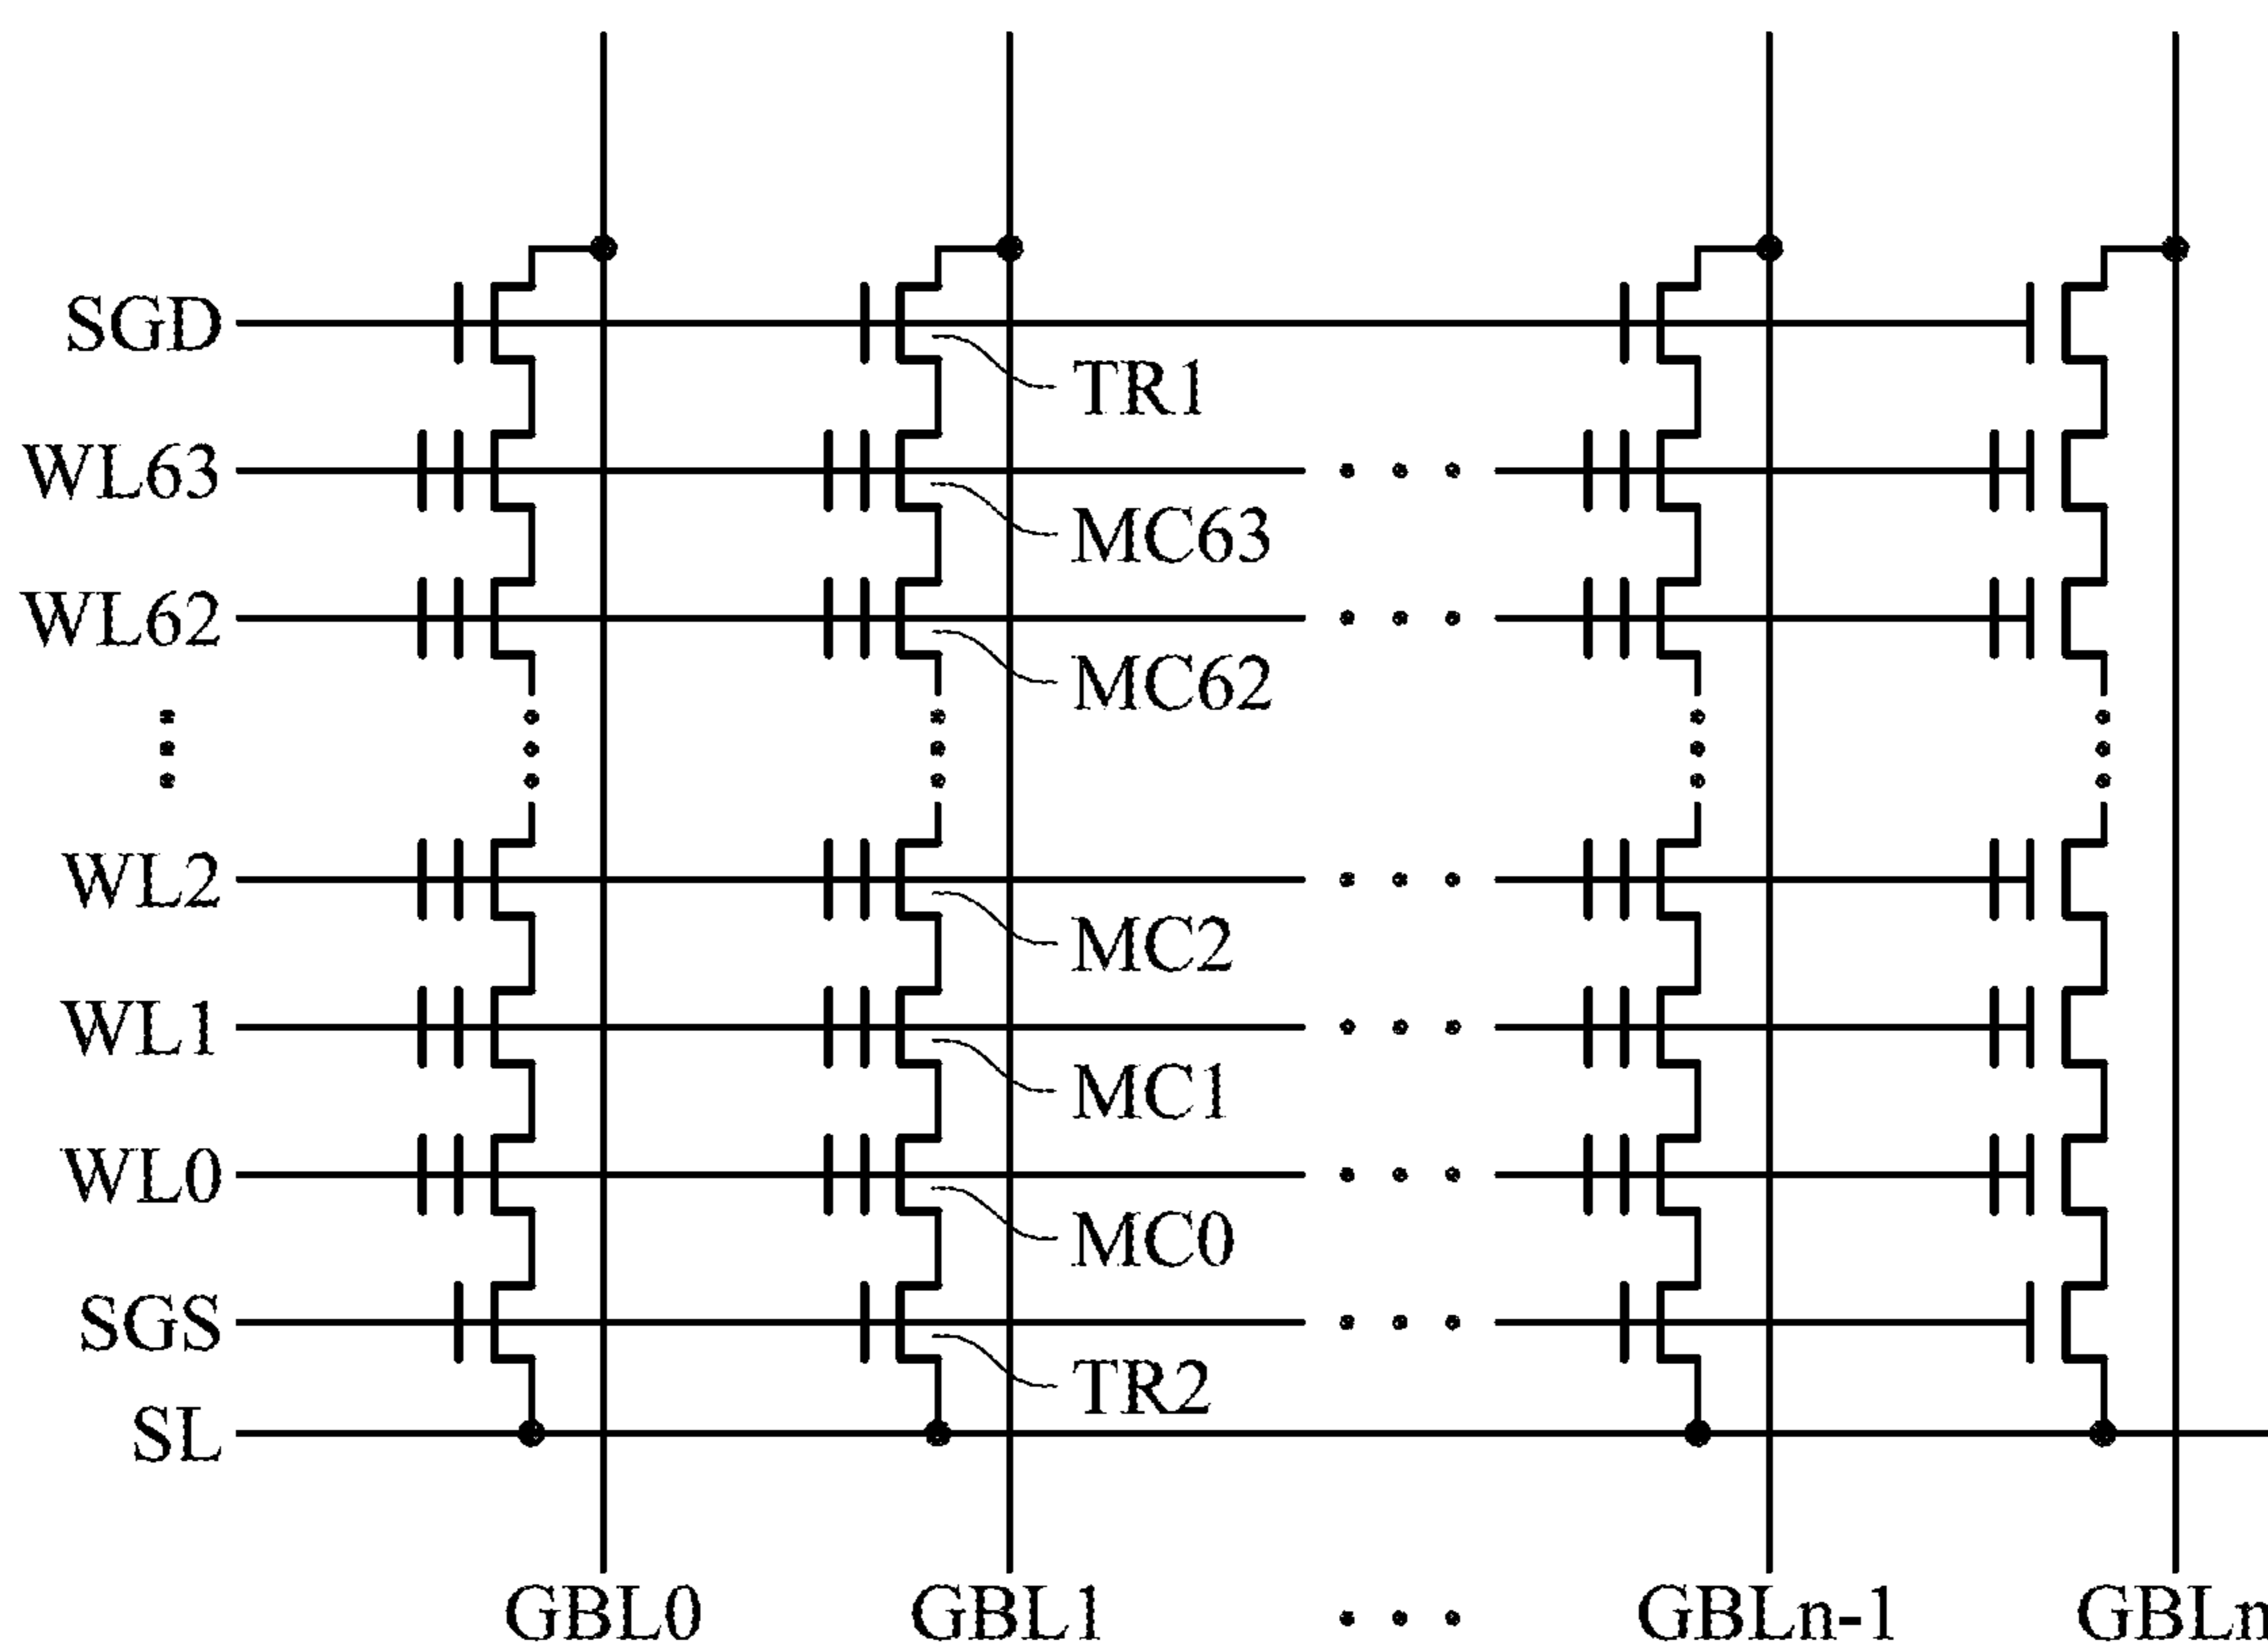 SGD
TR1
WL63
MC63
WL62
MC62
WL2
MC2
WL1
MC1
WL0
MC0
SGS
TR2
SL
GBL0 GBL1 • • • GBLn-1 GBLn